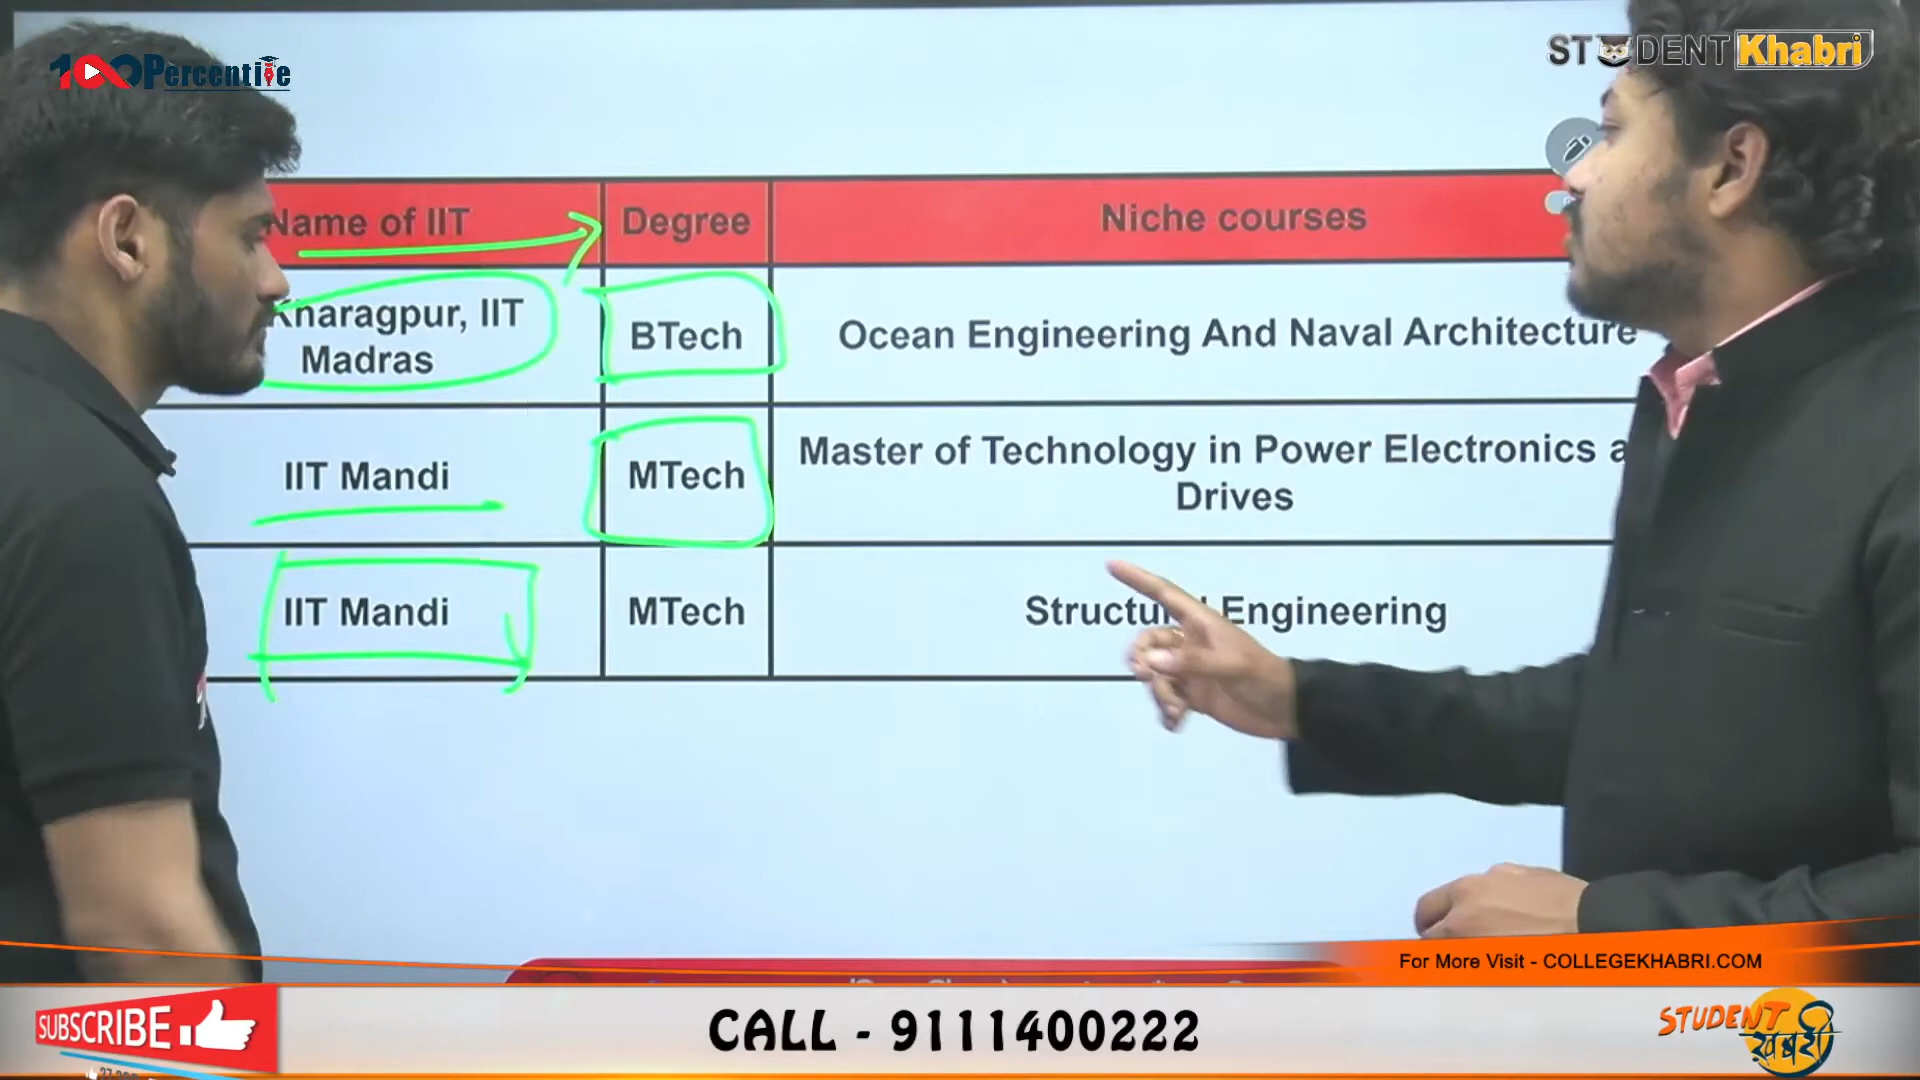 100Percentile
STUDENT Khabri
Name of IIT
Degree
Niche courses
Kharagpur, IIT
Madras
BTech
Ocean Engineering And Naval Architecture
IIT Mandi
MTech
Master of Technology in Power Electronics
Drives
IIT Mandi
MTech
Engineering
For More Visit - COLLEGEKHABRI.COM
SUBSCRIBE
CALL - 9111400222
STUDENT
ख़बरी